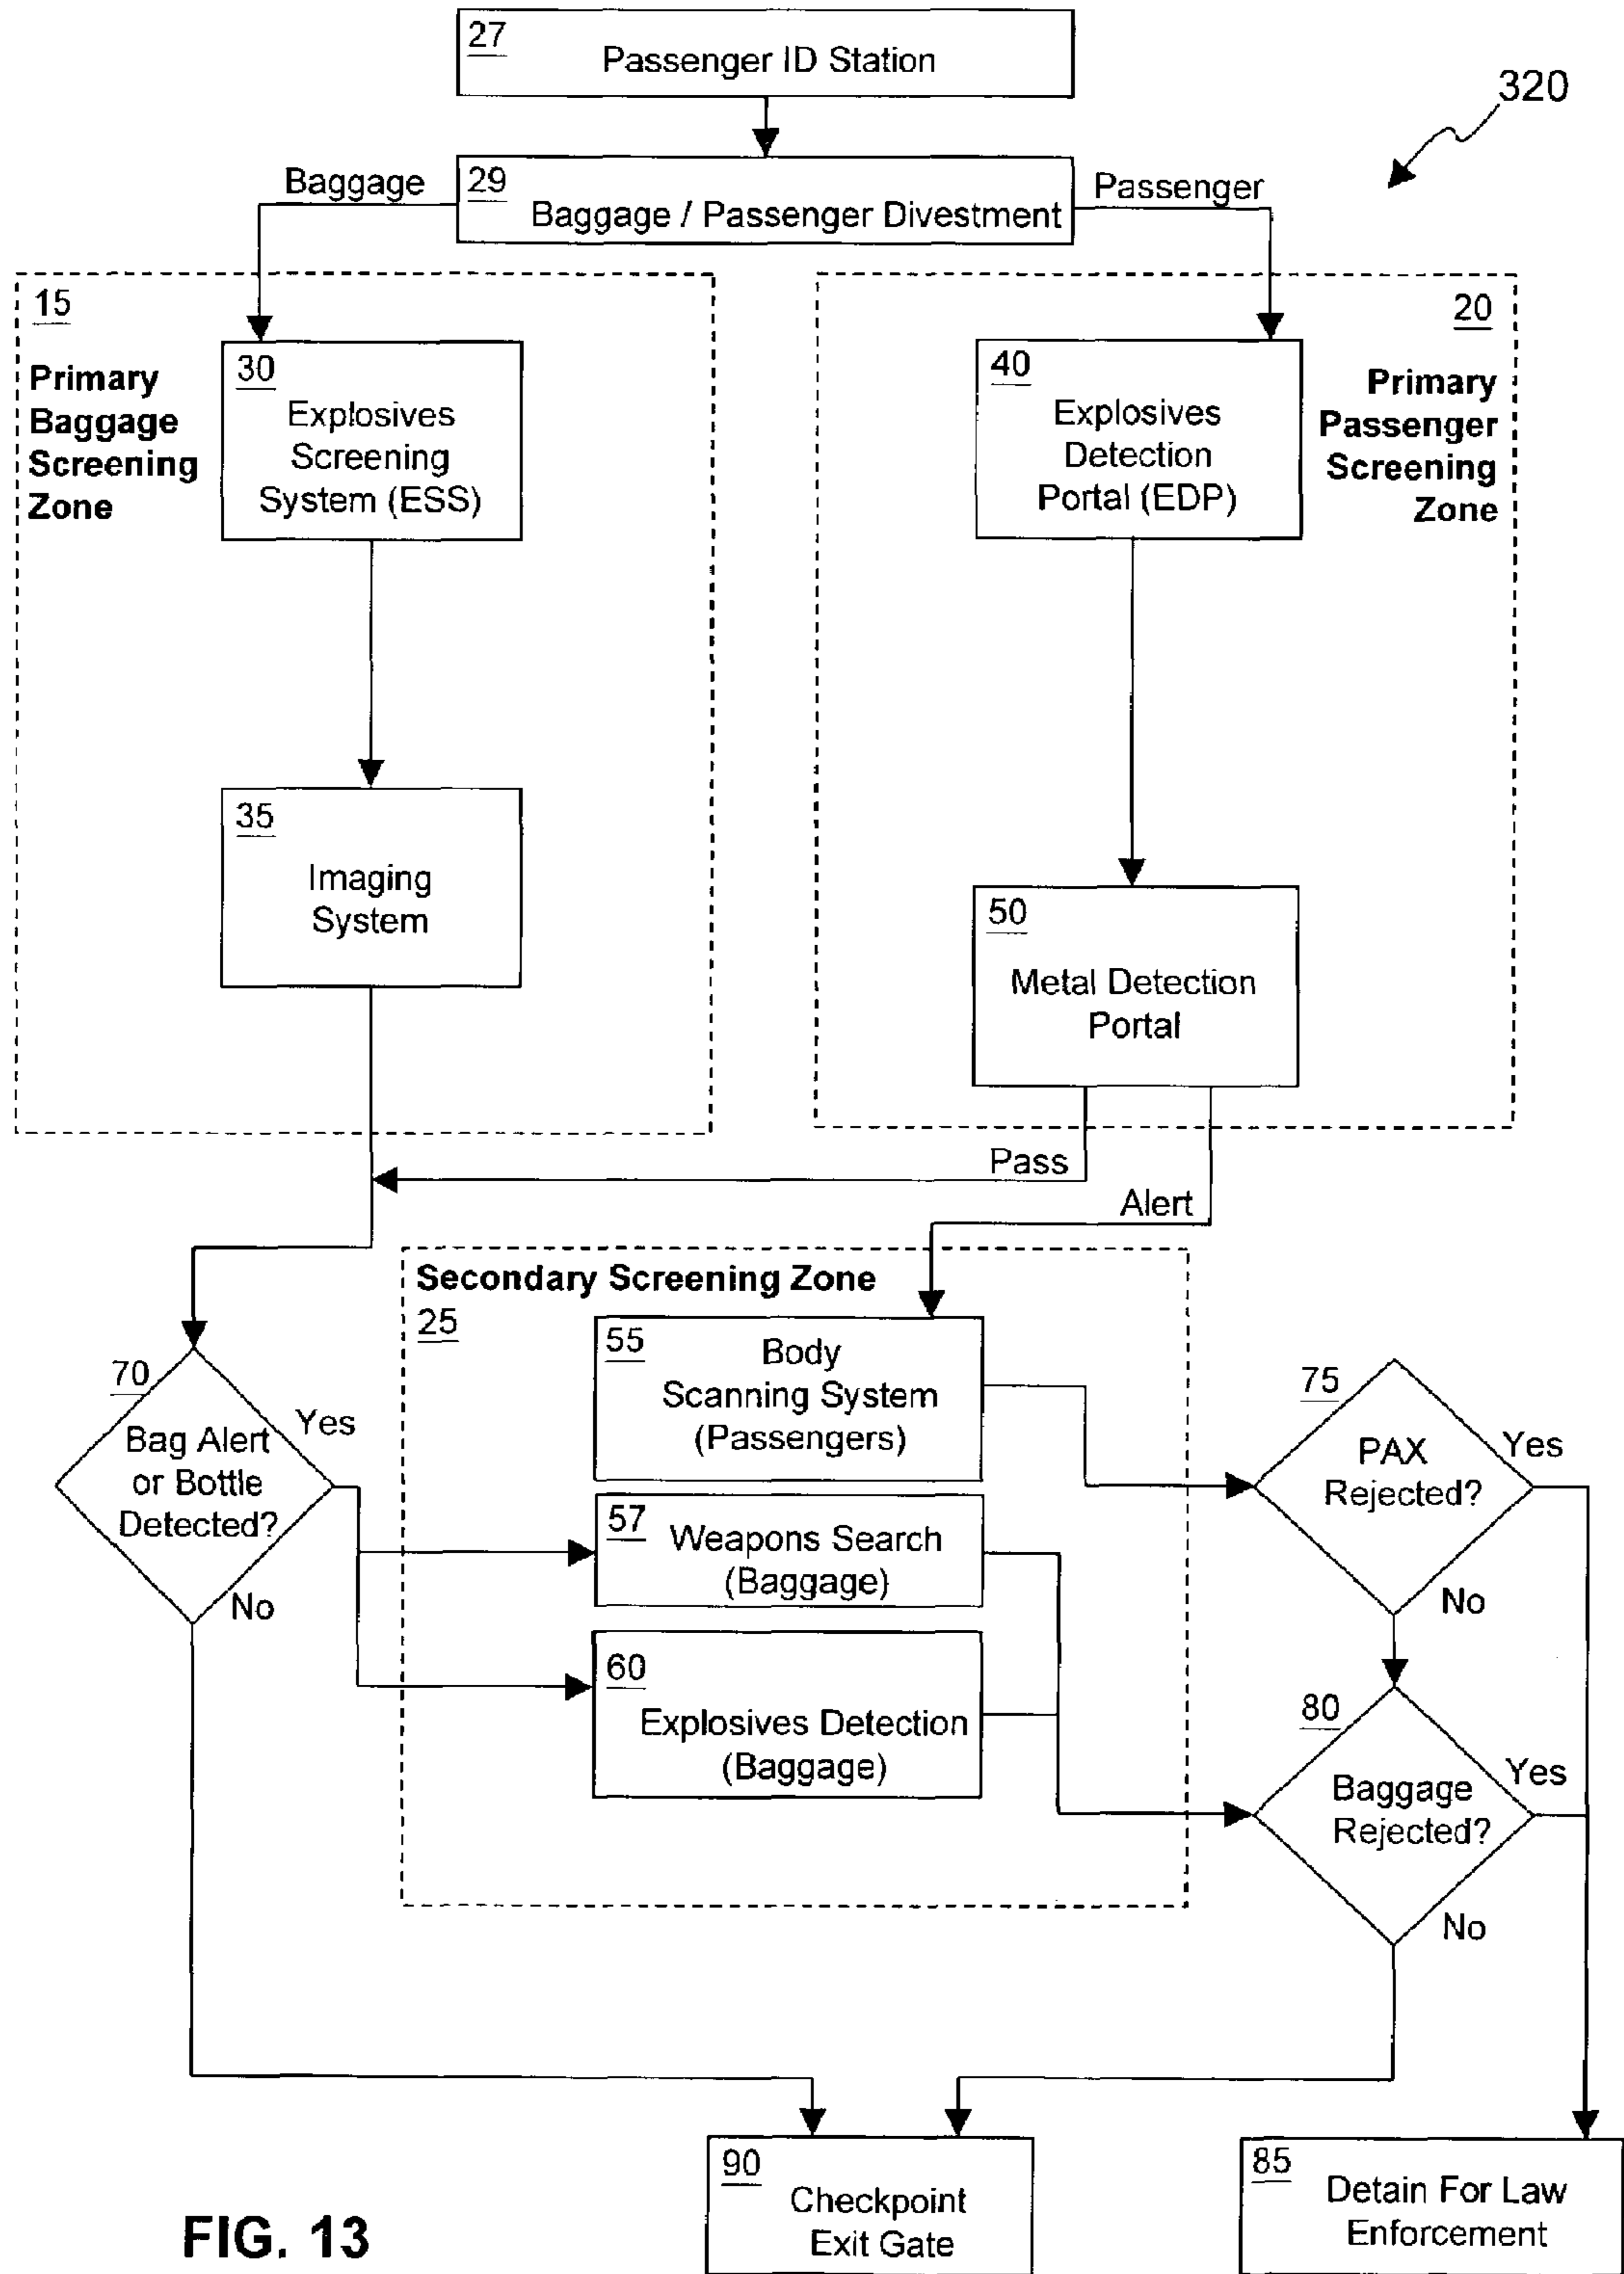 27
Passenger ID Station
320
Baggage
29
Baggage / Passenger Divestment
Passenger
15
Primary
Baggage
Screening
Zone
30
Explosives
Screening
System (ESS)
35
Imaging
System
40
Explosives
Detection
Portal (EDP)
20
Primary
Passenger
Screening
Zone
50
Metal Detection
Portal
Pass
Alert
Secondary Screening Zone
25
55
Body
Scanning System
(Passengers)
57
Weapons Search
(Baggage)
60
Explosives Detection
(Baggage)
70
Bag Alert
or Bottle
Detected?
Yes
No
75
PAX
Rejected?
Yes
No
80
Baggage
Rejected?
Yes
No
90
Checkpoint
Exit Gate
85
Detain For Law
Enforcement
FIG. 13